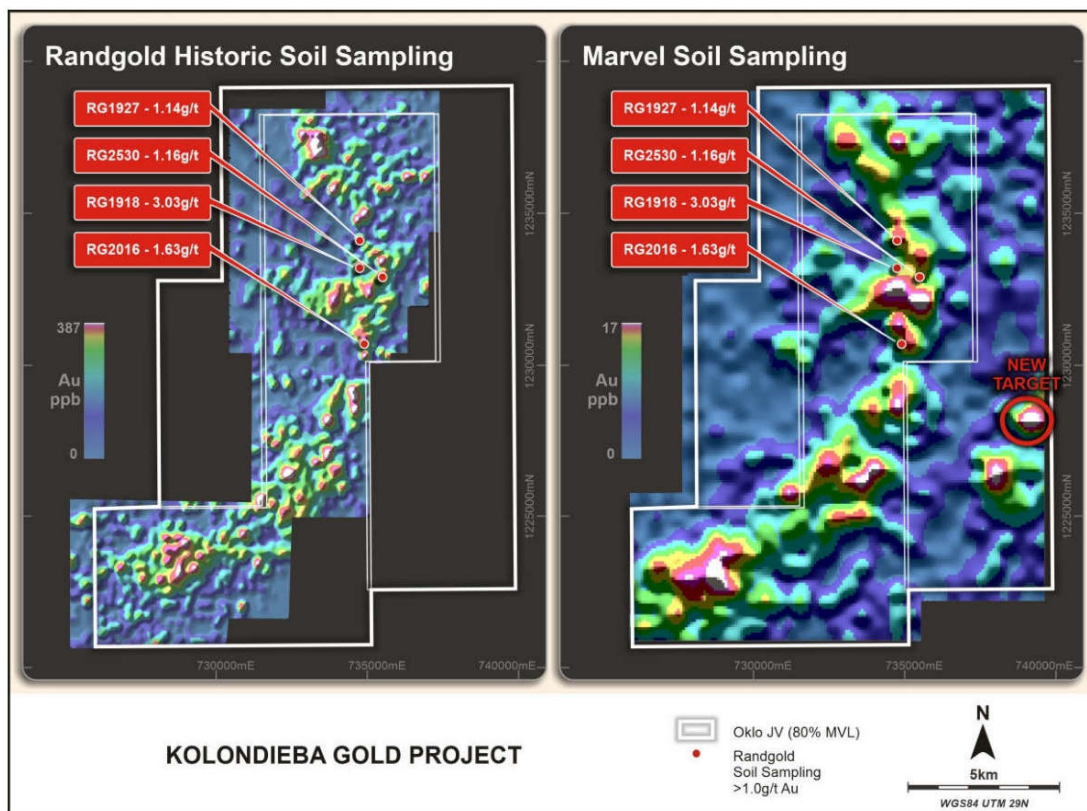 Randgold Historic Soil Sampling
RG1927 - 1.14g/t
RG2530 - 1.16g/t
RG1918 - 3.03g/t
RG2016 - 1.63g/t
387
Au
ppb
0
1235000mN
1230000mN
1225000mN
730000mE
735000mE
740000mE
Marvel Soil Sampling
RG1927 - 1.14g/t
RG2530 - 1.16g/t
RG1918 - 3.03g/t
RG2016 - 1.63g/t
17
Au
ppb
0
NEW
TARGET
1235000mN
1230000mN
1225000mN
730000mE
735000mE
740000mE
KOLONDIEBA GOLD PROJECT
Oklo JV (80% MVL)
Randgold
Soil Sampling
>1.0g/t Au
N
5km
WGS84 UTM 29N